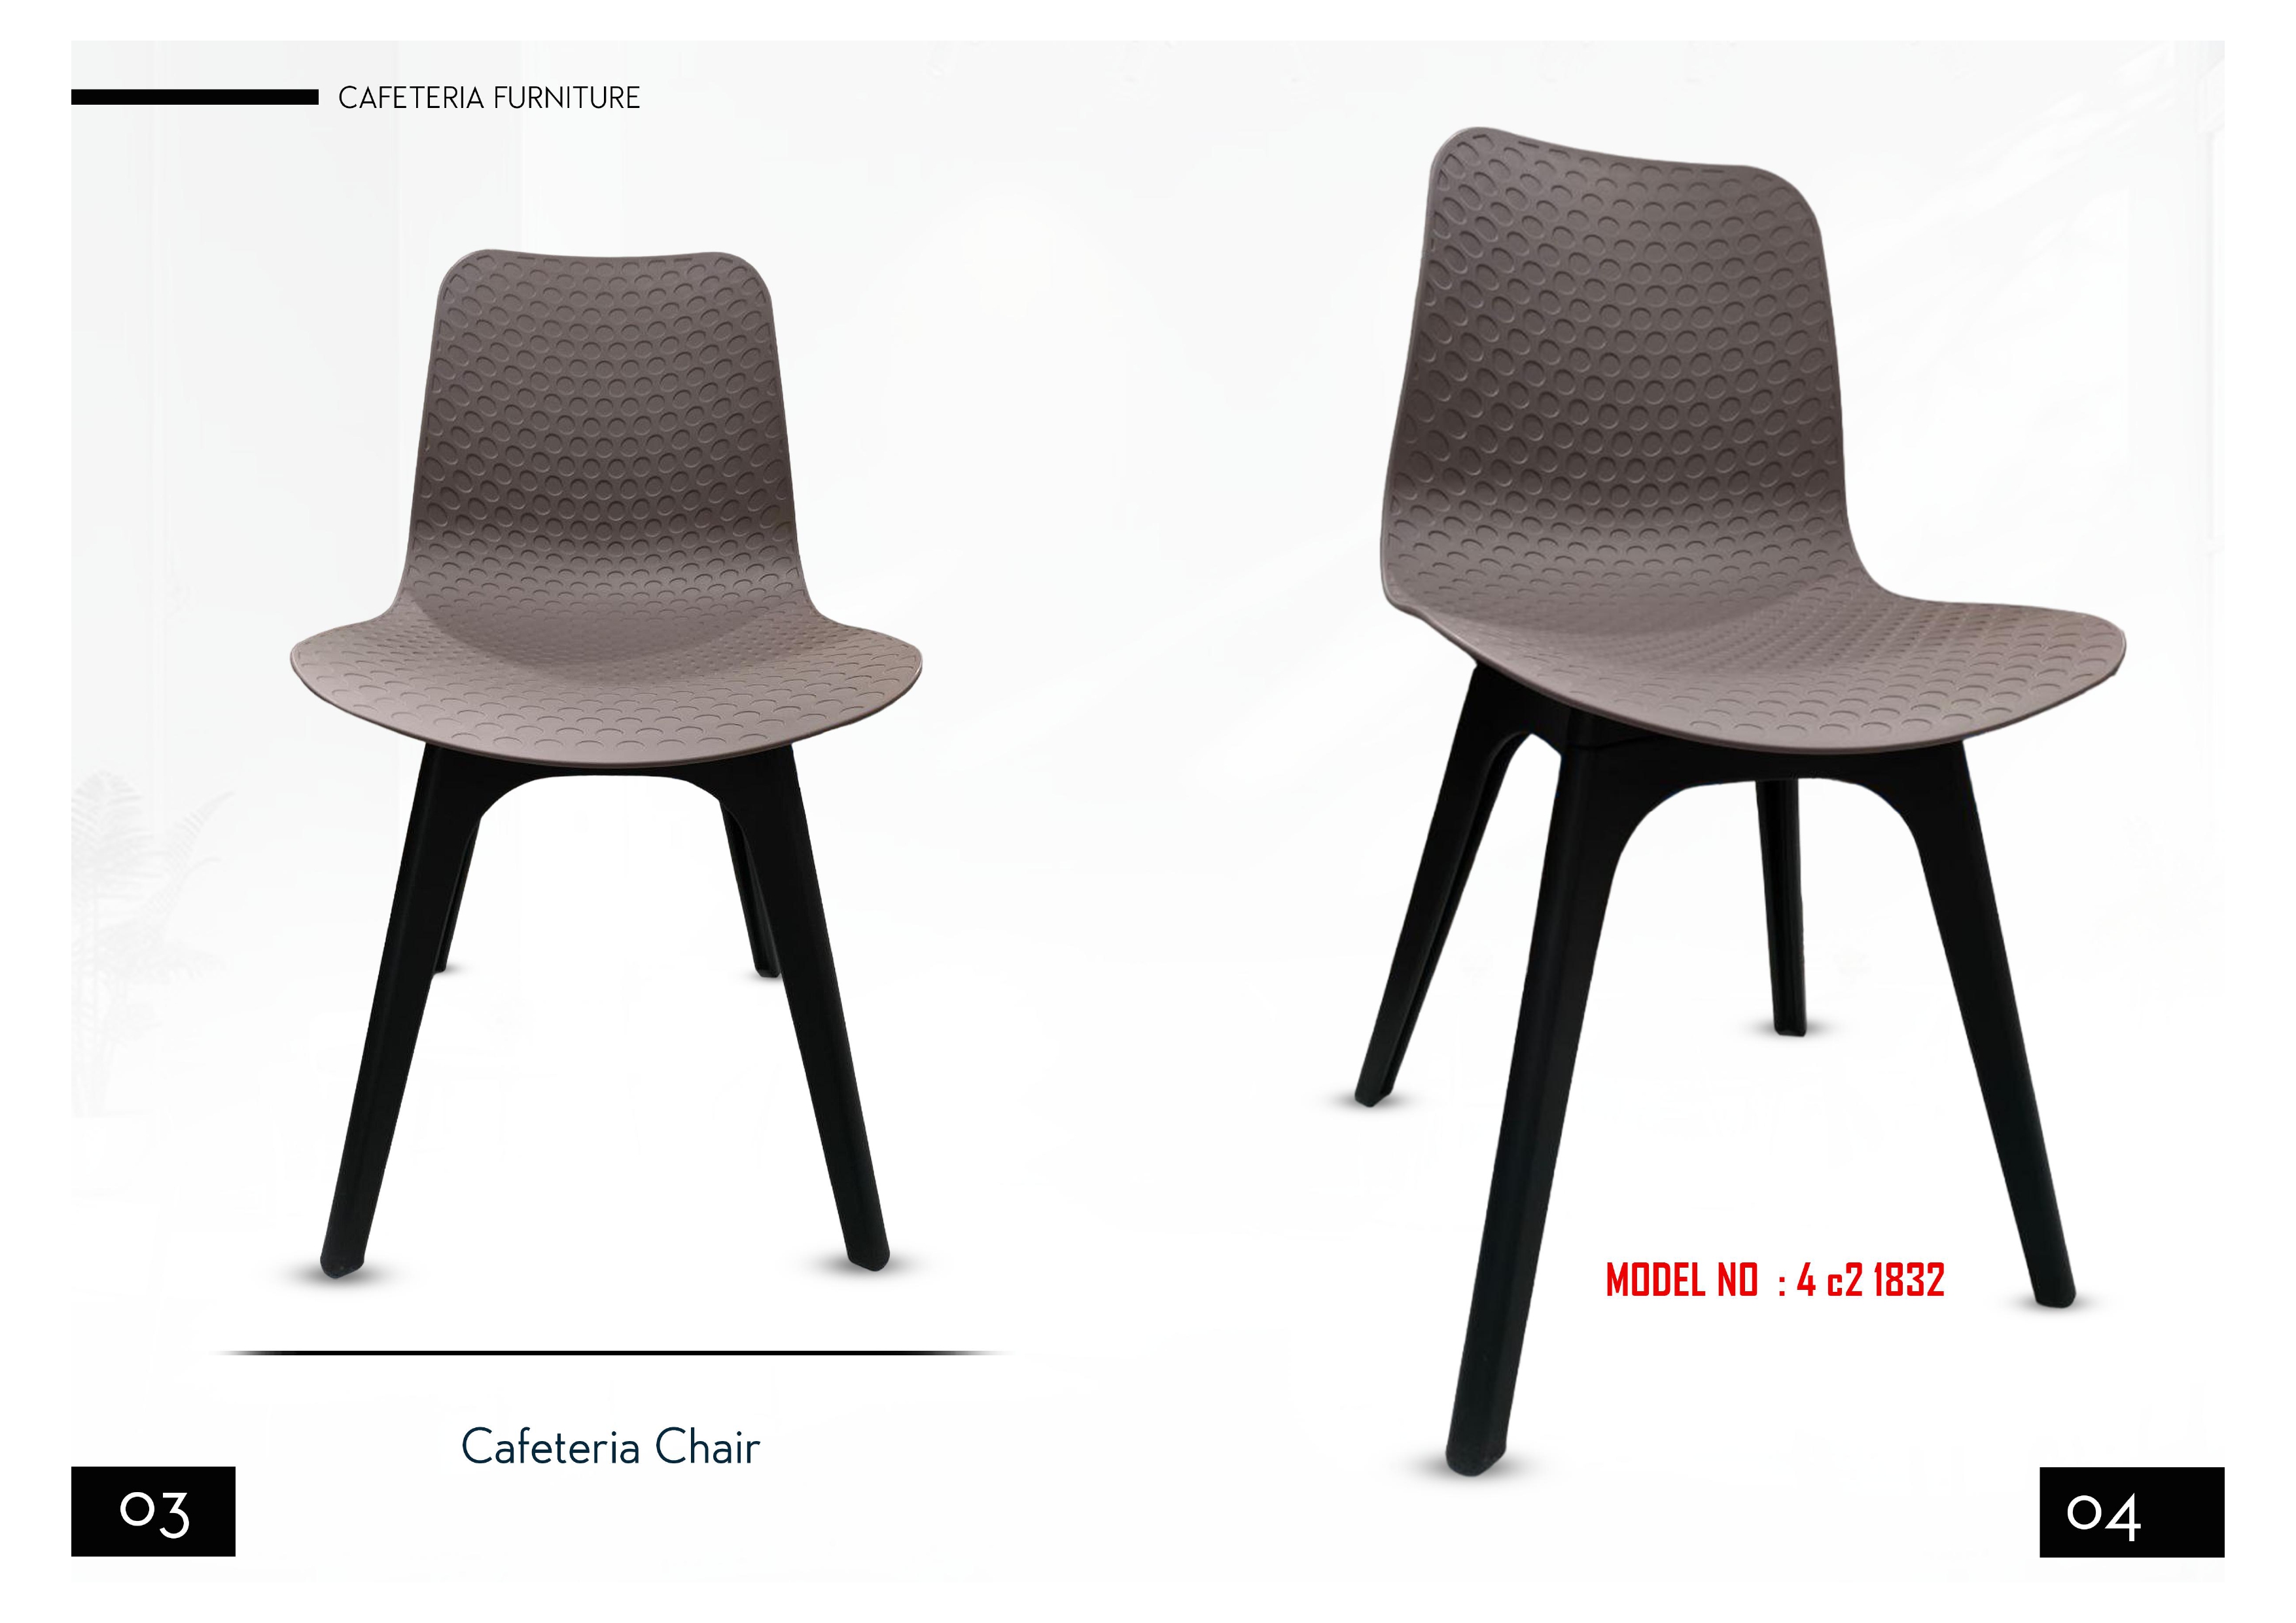 CAFETERIA FURNITURE
MODEL NO : 4 c2 1832
Cafeteria Chair
03
04